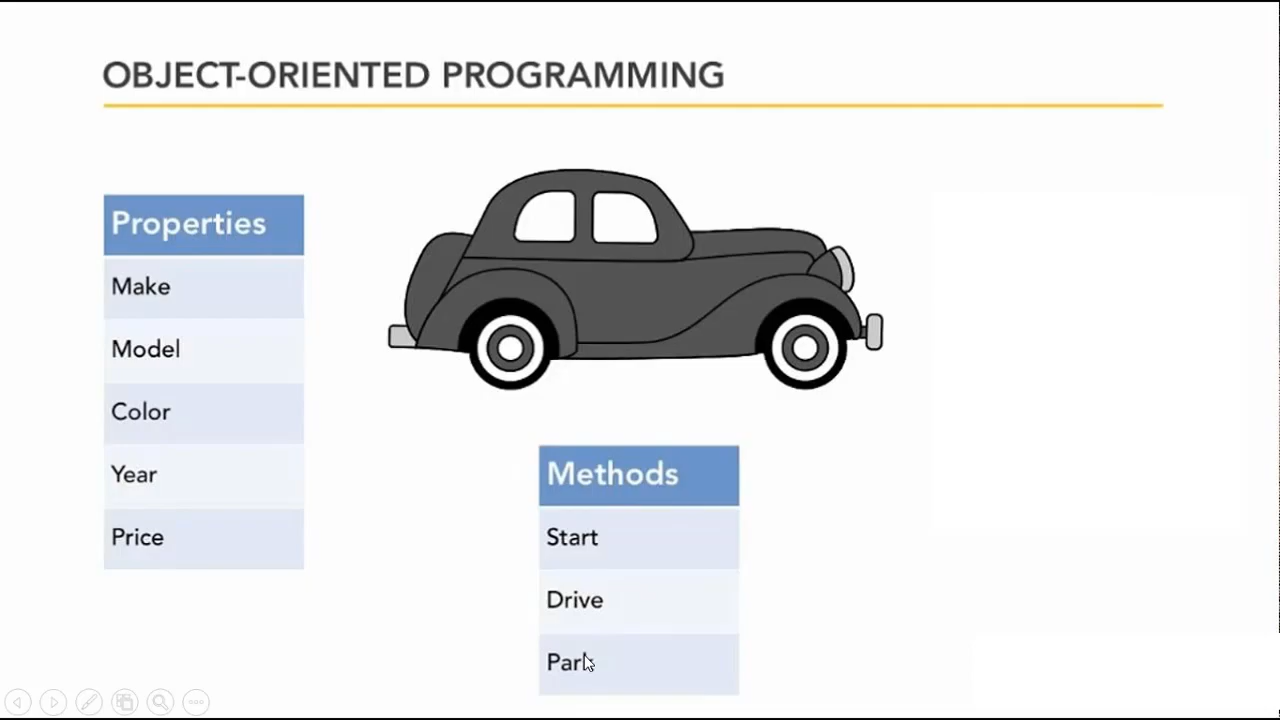 OBJECT-ORIENTED PROGRAMMING
Properties
Make
Model
Color
Year
Price
Methods
Start
Drive
Park